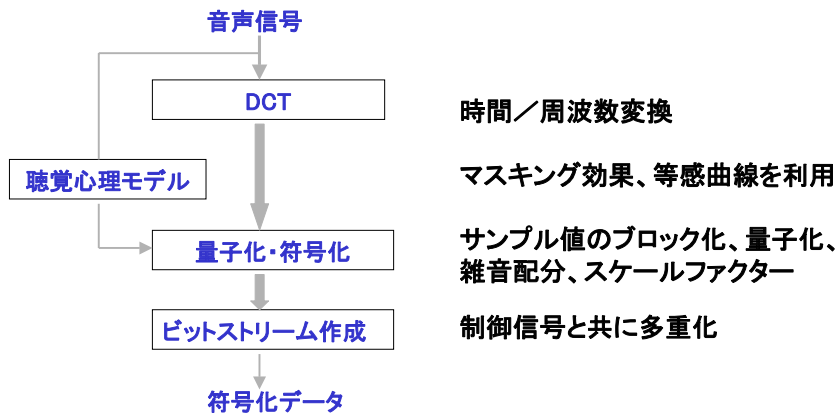 音声信号
DCT
時間／周波数変換
聴覚心理モデル
マスキング効果、等感曲線を利用
量子化・符号化
サンプル値のブロック化、量子化、
雑音配分、スケールファクター
ビットストリーム作成
制御信号と共に多重化
符号化データ